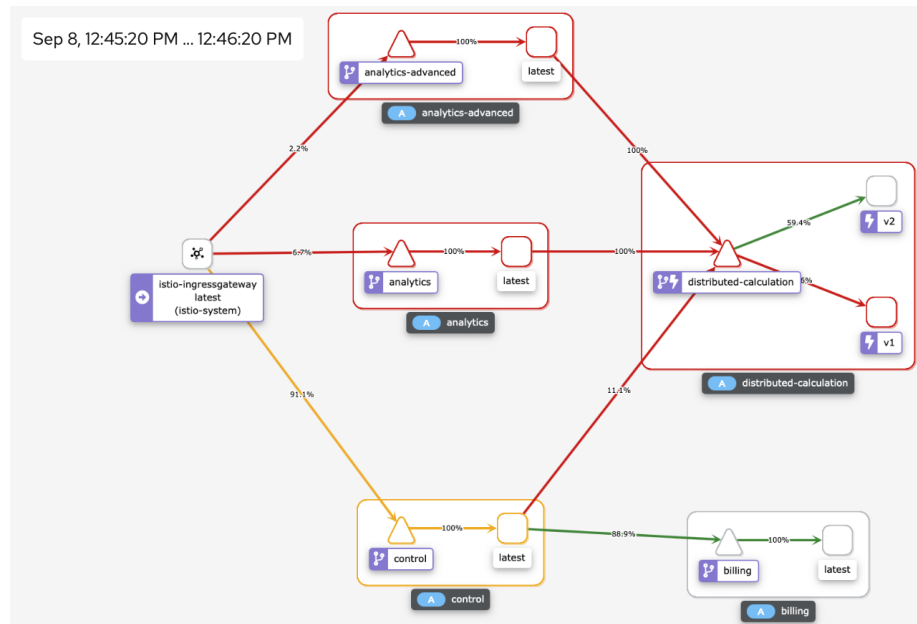 Sep 8, 12:45:20 PM ... 12:46:20 PM
100%
analytics-advanced
latest
A analytics-advanced
2.2%
100%
59.4%
v2
6.7%
100%
100%
istio-ingressgateway
latest
(istio-system)
analytics
latest
distributed-calculation
6%
v1
A analytics
A distributed-calculation
91.1%
11.1%
100%
88.9%
100%
control
latest
billing
latest
A control
A billing